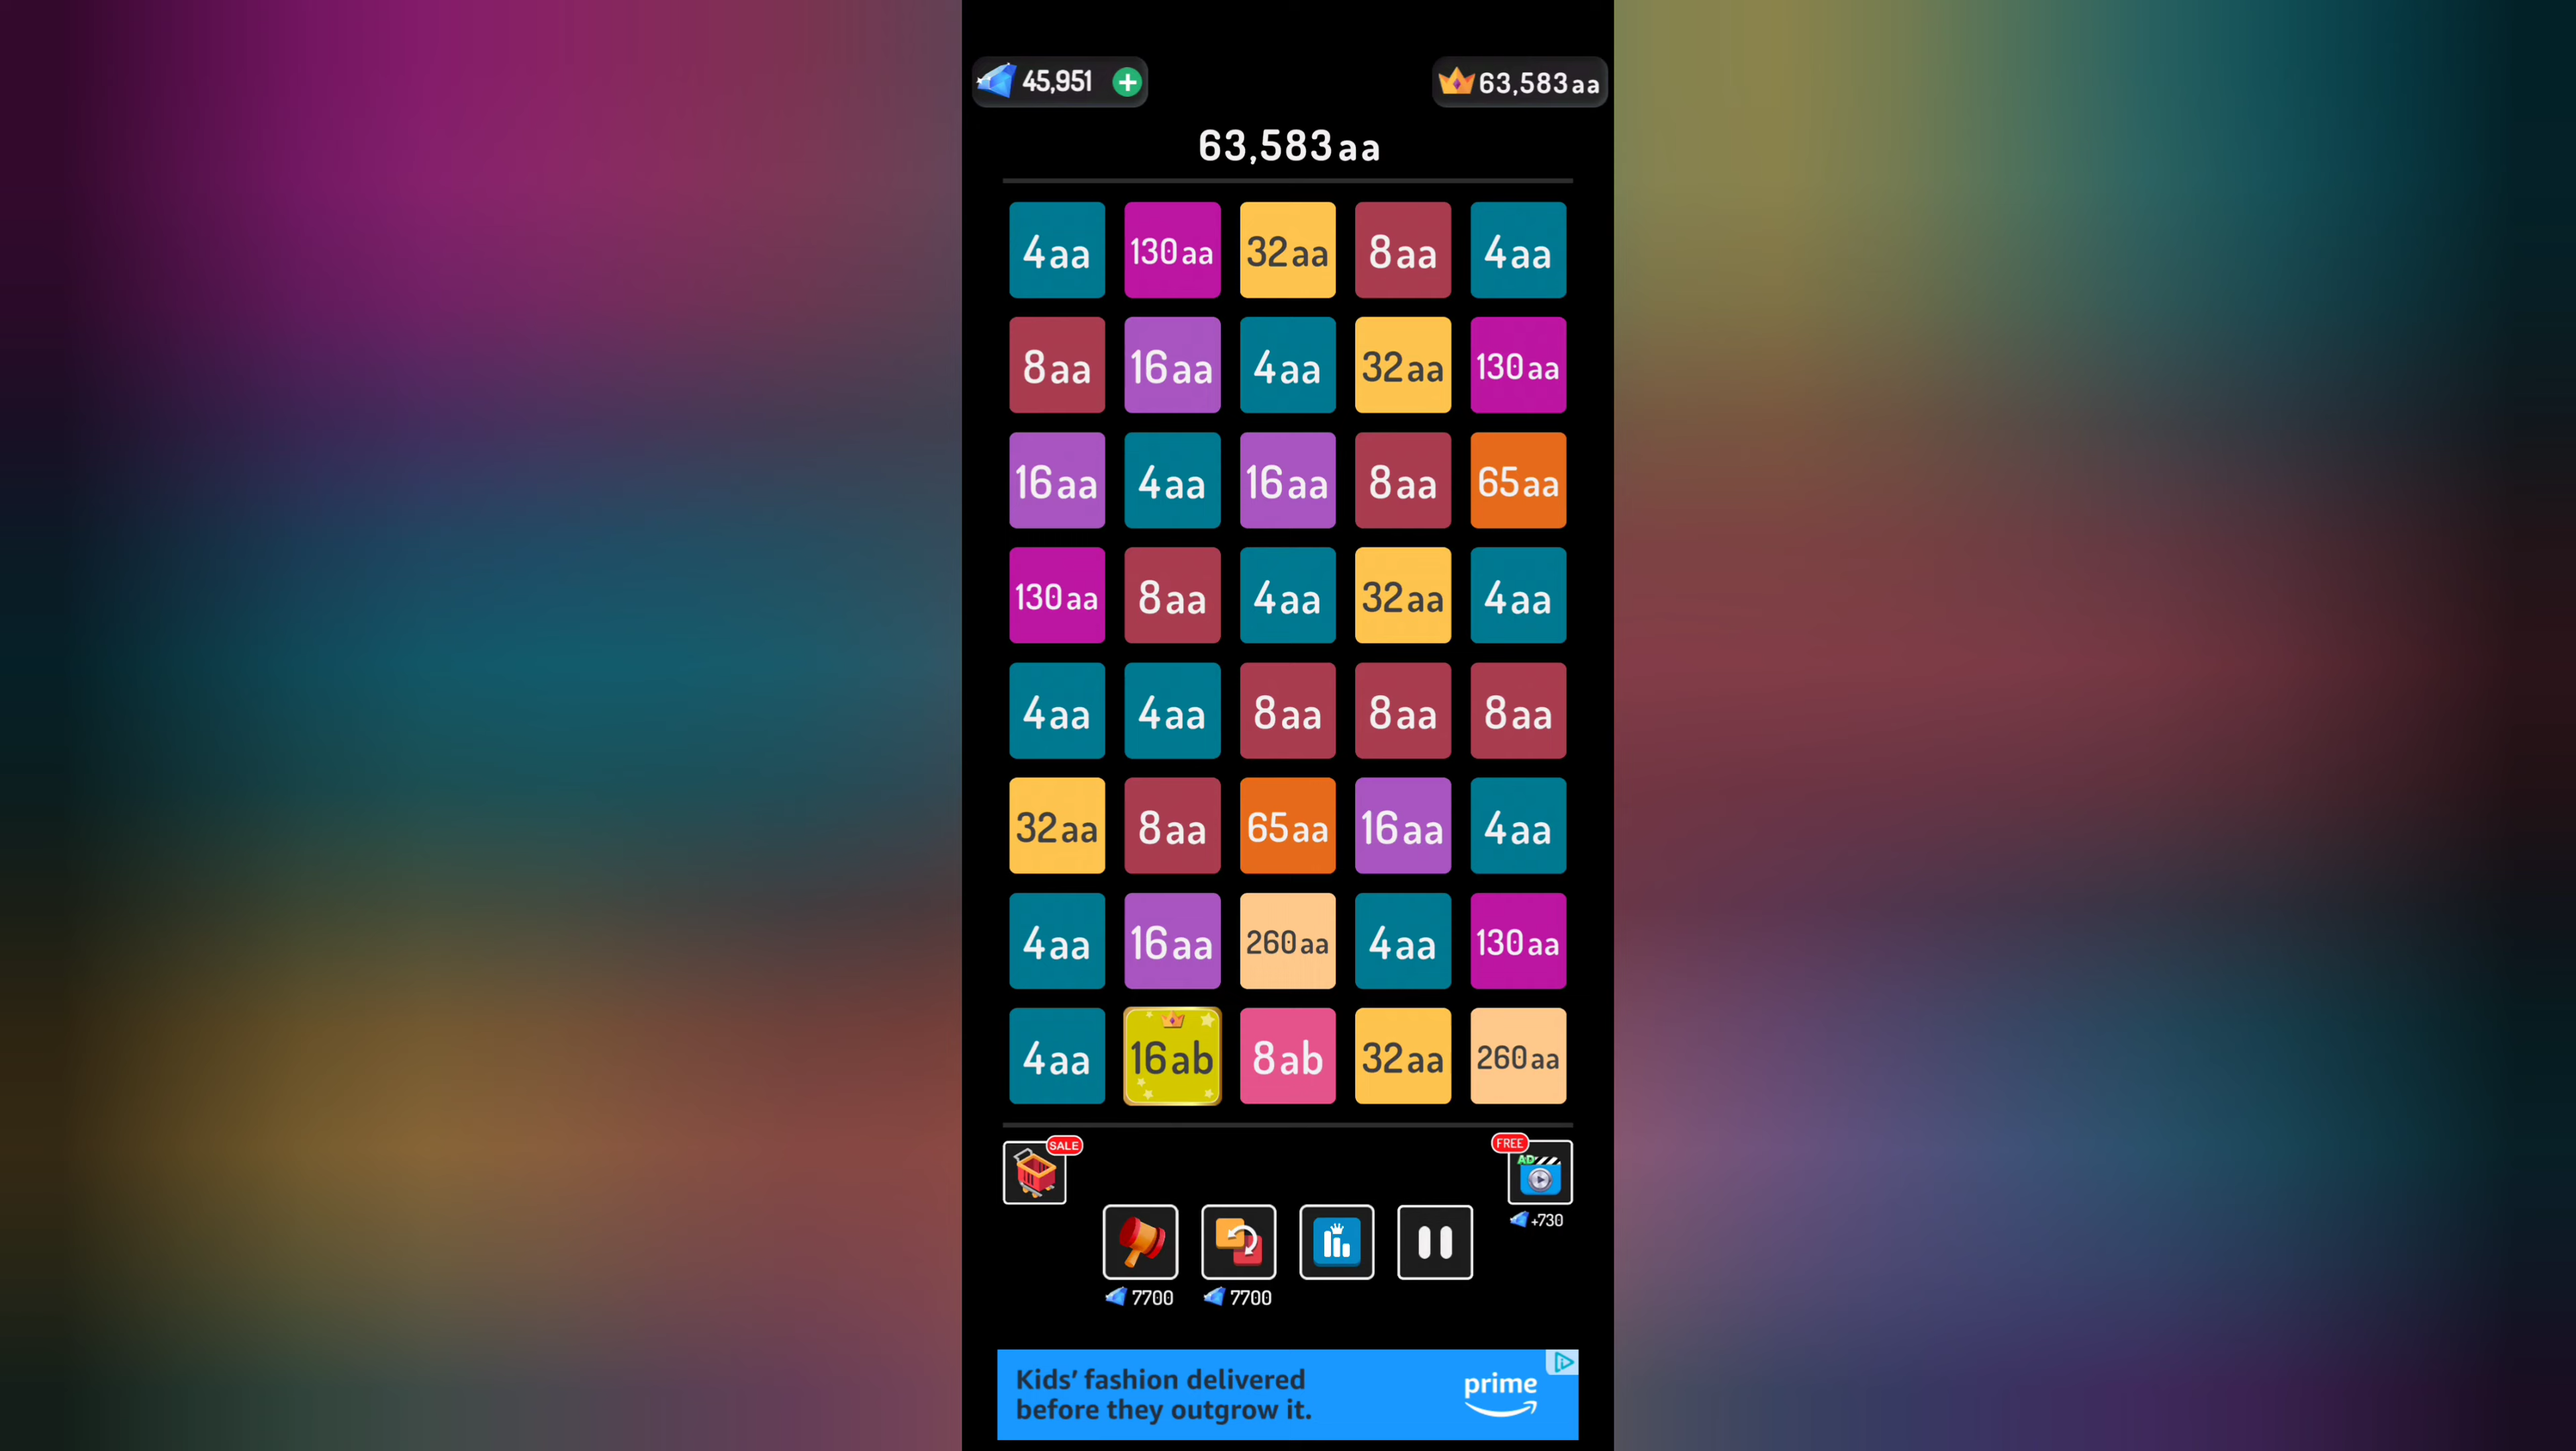 45,951
63,583aa
63,583aa
4aa 130aa 32aa 8aa 4aa
8aa 16aa 4aa 32aa 130aa
16aa 4aa 16aa 8aa 65aa
130aa 8aa 4aa 32aa 4aa
4aa 4aa 8aa 8aa 8aa
32aa 8aa 65aa 16aa 4aa
4aa 16aa 260aa 4aa 130aa
4aa 16ab 8ab 32aa 260aa
SALE
FREE
AD
+730
7700 7700
Kids' fashion delivered
before they outgrow it.
prime